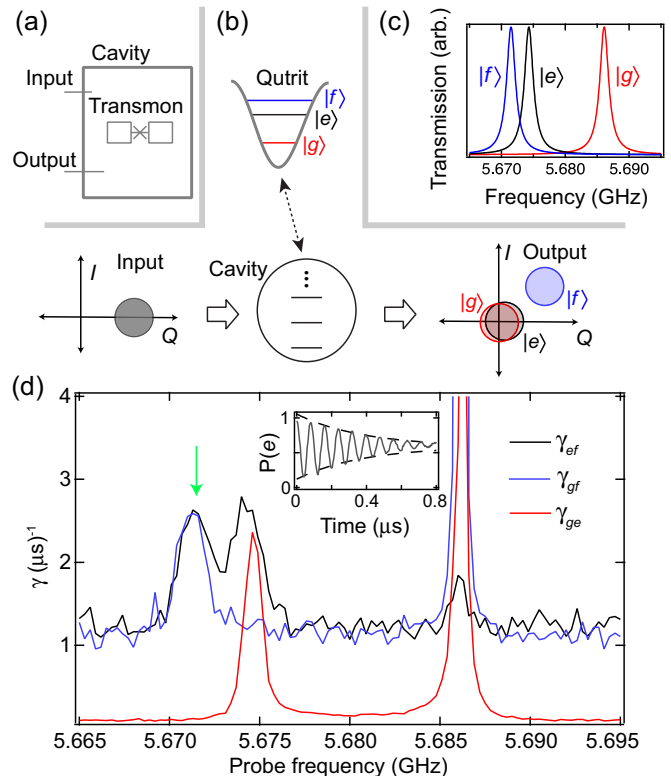 (a)
Cavity
Input
Transmon
Output
(b)
Qutrit
|f⟩
|e⟩
|g⟩
(c)
Transmission (arb.)
|f⟩
|e⟩
|g⟩
5.670
5.680
5.690
Frequency (GHz)
I
Input
Q
Cavity
I
Output
|g⟩
|f⟩
|e⟩
Q
(d)
γ (μs)⁻¹
4
3
2
1
P(e)
1
0.5
0
0
0.4
0.8
Time (μs)
γef
γgf
γge
5.665
5.670
5.675
5.680
5.685
5.690
5.695
Probe frequency (GHz)